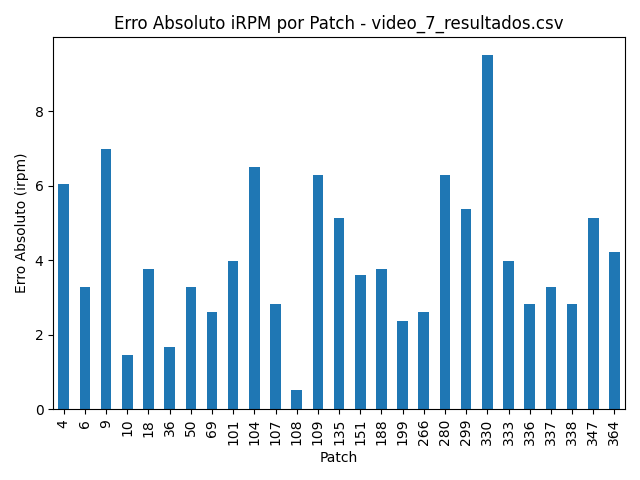 Erro Absoluto iRPM por Patch - video_7_resultados.csv
Erro Absoluto (irpm)
8
6
4
2
0
4 6 9 10 18 36 50 69 101 104 107 108 109 135 151 188 199 266 280 299 330 333 336 337 338 347 364
Patch